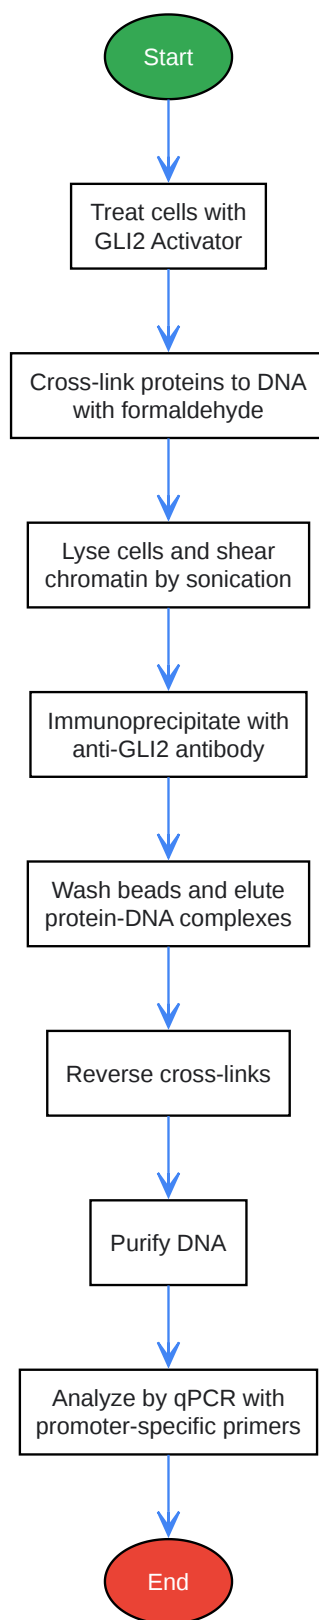 Start
Treat cells with
GLI2 Activator
Cross-link proteins to DNA
with formaldehyde
Lyse cells and shear
chromatin by sonication
Immunoprecipitate with
anti-GLI2 antibody
Wash beads and elute
protein-DNA complexes
Reverse cross-links
Purify DNA
Analyze by qPCR with
promoter-specific primers
End